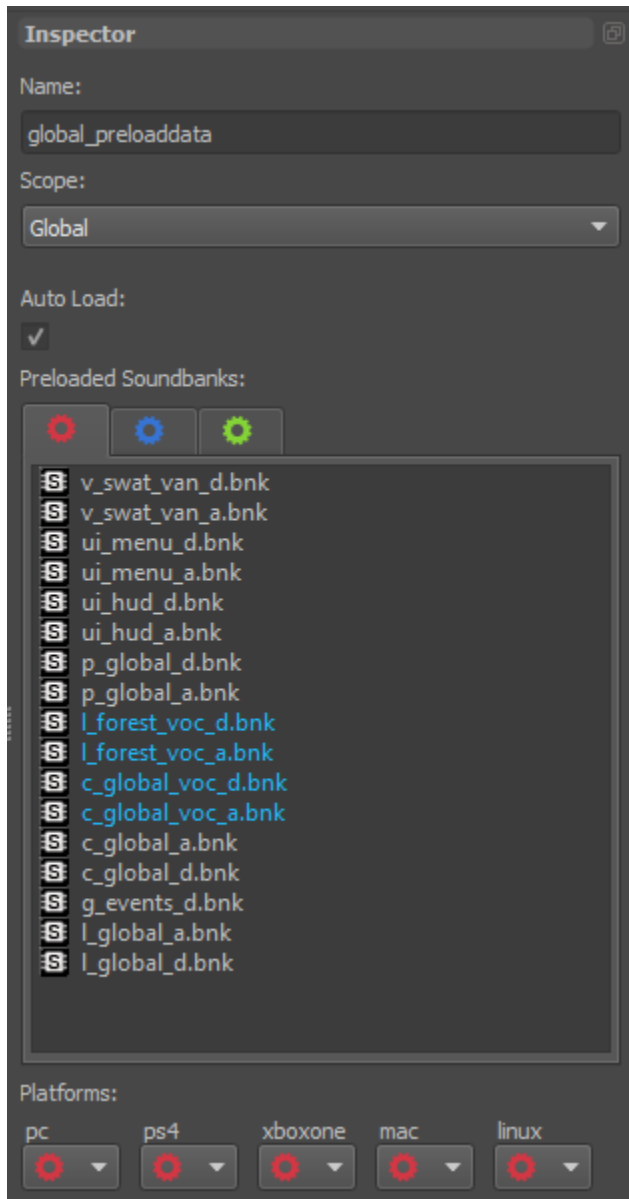 Inspector
Name:
global_preloaddata
Scope:
Global
Auto Load:
Preloaded Soundbanks:
S v_swat_van_d.bnk
S v_swat_van_a.bnk
S ui_menu_d.bnk
S ui_menu_a.bnk
S ui_hud_d.bnk
S ui_hud_a.bnk
S p_global_d.bnk
S p_global_a.bnk
S l_forest_voc_d.bnk
S l_forest_voc_a.bnk
S c_global_voc_d.bnk
S c_global_voc_a.bnk
S c_global_a.bnk
S c_global_d.bnk
S g_events_d.bnk
S l_global_a.bnk
S l_global_d.bnk
Platforms:
pc ps4 xboxone mac linux